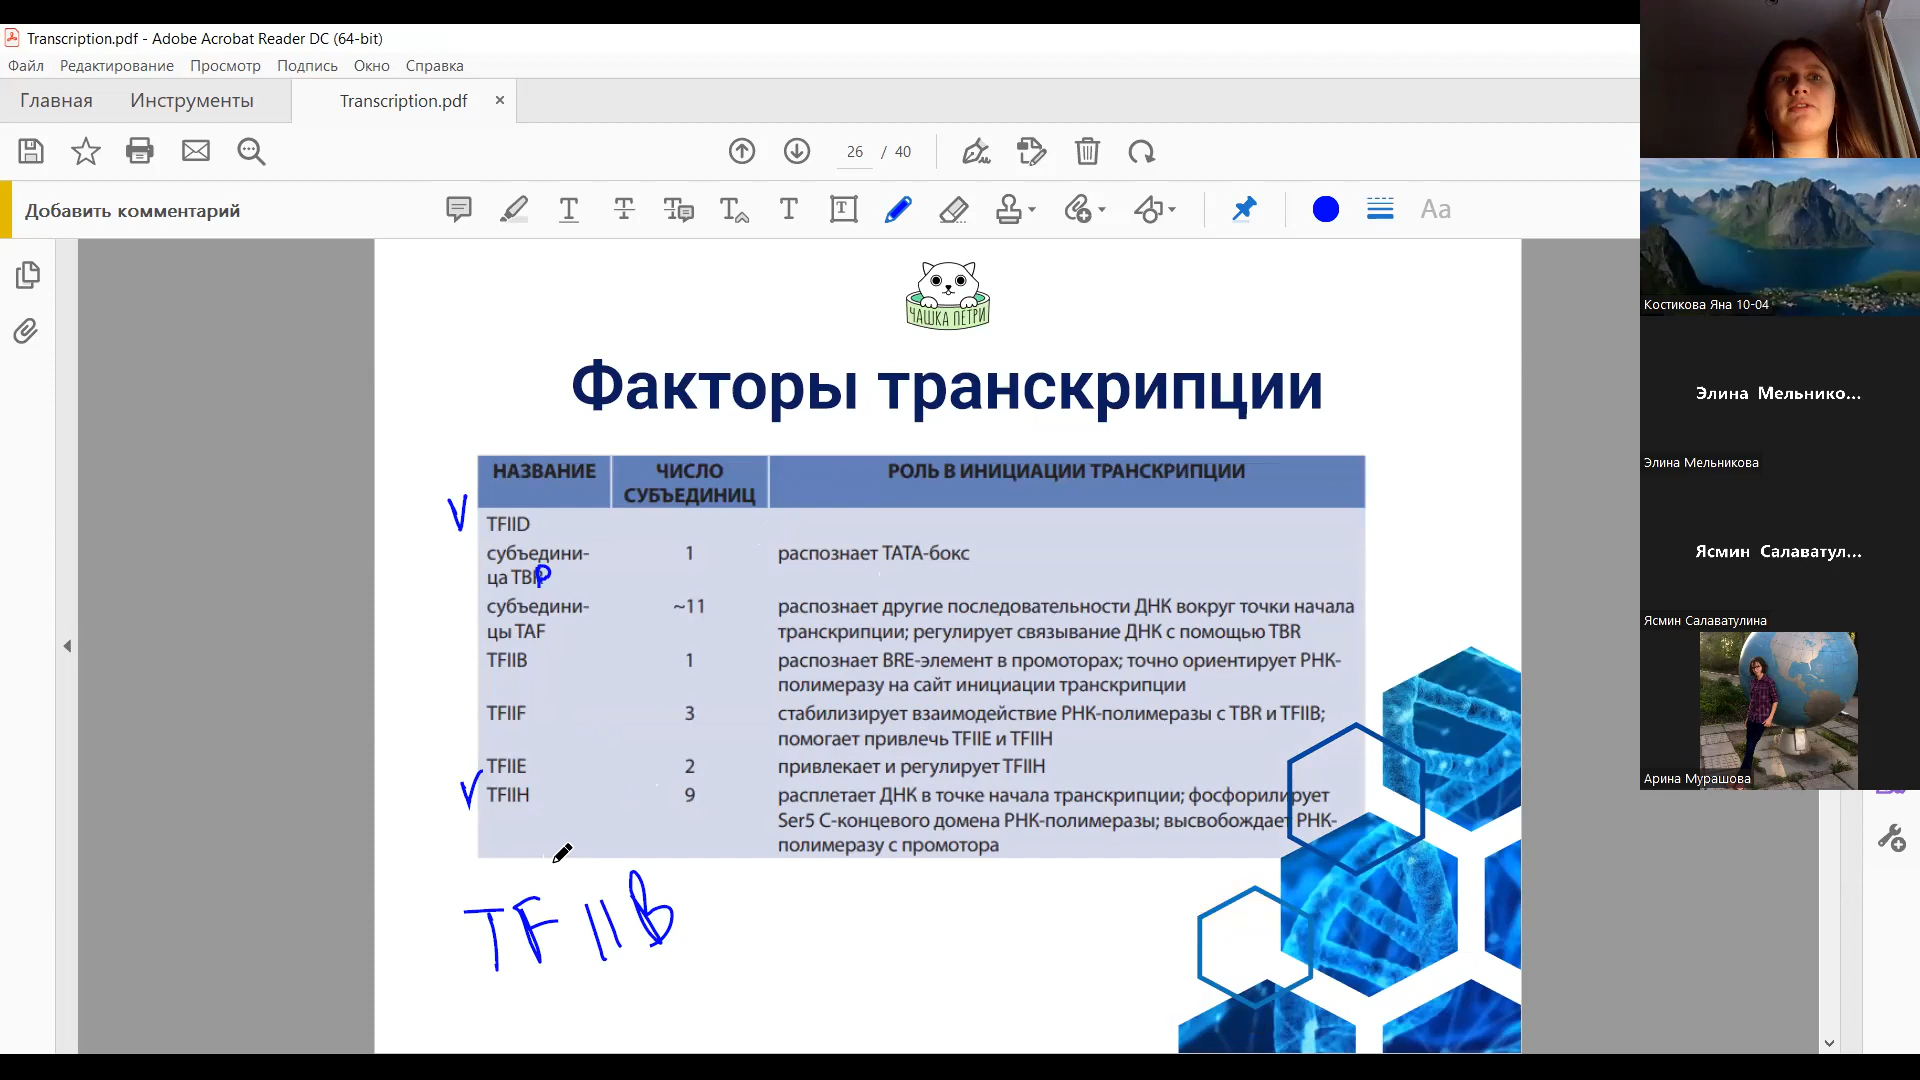 Transcription.pdf - Adobe Acrobat Reader DC (64-bit)
Файл Редактирование Просмотр Подпись Окно Справка
Главная Инструменты Transcription.pdf ×
26 / 40
Добавить комментарий
Aa
ЧАШКА ПЕТРИ
Факторы транскрипции
НАЗВАНИЕ ЧИСЛО СУБЪЕДИНИЦ РОЛЬ В ИНИЦИАЦИИ ТРАНСКРИПЦИИ
V
TFIID
субъедини- 1 распознает ТАТА-бокс
ца TBP
субъедини- ~11 распознает другие последовательности ДНК вокруг точки начала
цы TAF транскрипции; регулирует связывание ДНК с помощью TBR
TFIIB 1 распознает BRE-элемент в промоторах; точно ориентирует РНК-
полимеразу на сайт инициации транскрипции
TFIIF 3 стабилизирует взаимодействие РНК-полимеразы с TBR и TFIIB;
помогает привлечь TFIIE и TFIIH
TFIIE 2 привлекает и регулирует TFIIH
V TFIIH 9 расплетает ДНК в точке начала транскрипции; фосфорилирует
Ser5 С-концевого домена РНК-полимеразы; высвобождает РНК-
полимеразу с промотора
TF II B
Костикова Яна 10-04
Элина Мельнико...
Элина Мельникова
Ясмин Салаватул...
Ясмин Салаватулина
Арина Мурашова